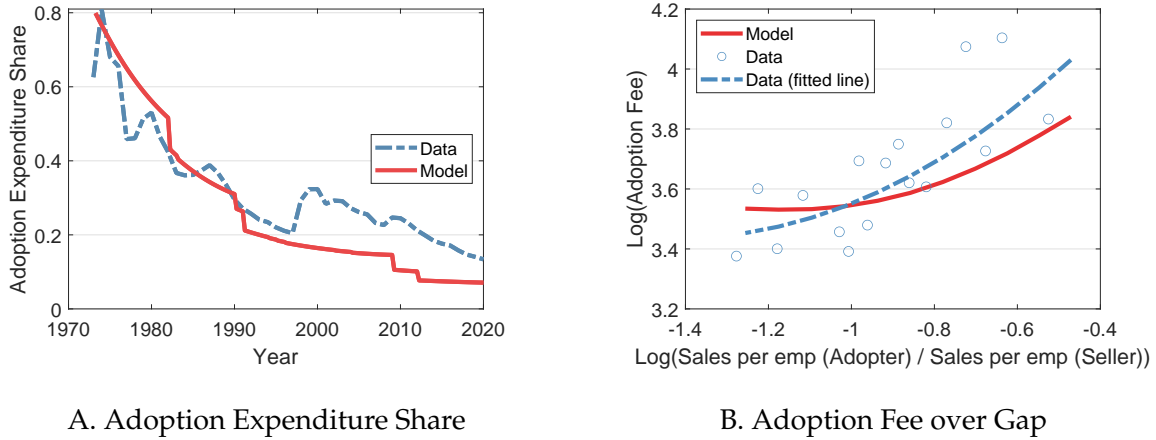 Adoption Expenditure Share
0.8
0.6
0.4
0.2
0
1970
1980
1990
2000
2010
2020
Year
Data
Model
A. Adoption Expenditure Share
Log(Adoption Fee)
4.2
4
3.8
3.6
3.4
3.2
-1.4
-1.2
-1
-0.8
-0.6
-0.4
Log(Sales per emp (Adopter) / Sales per emp (Seller))
Model
Data
Data (fitted line)
B. Adoption Fee over Gap